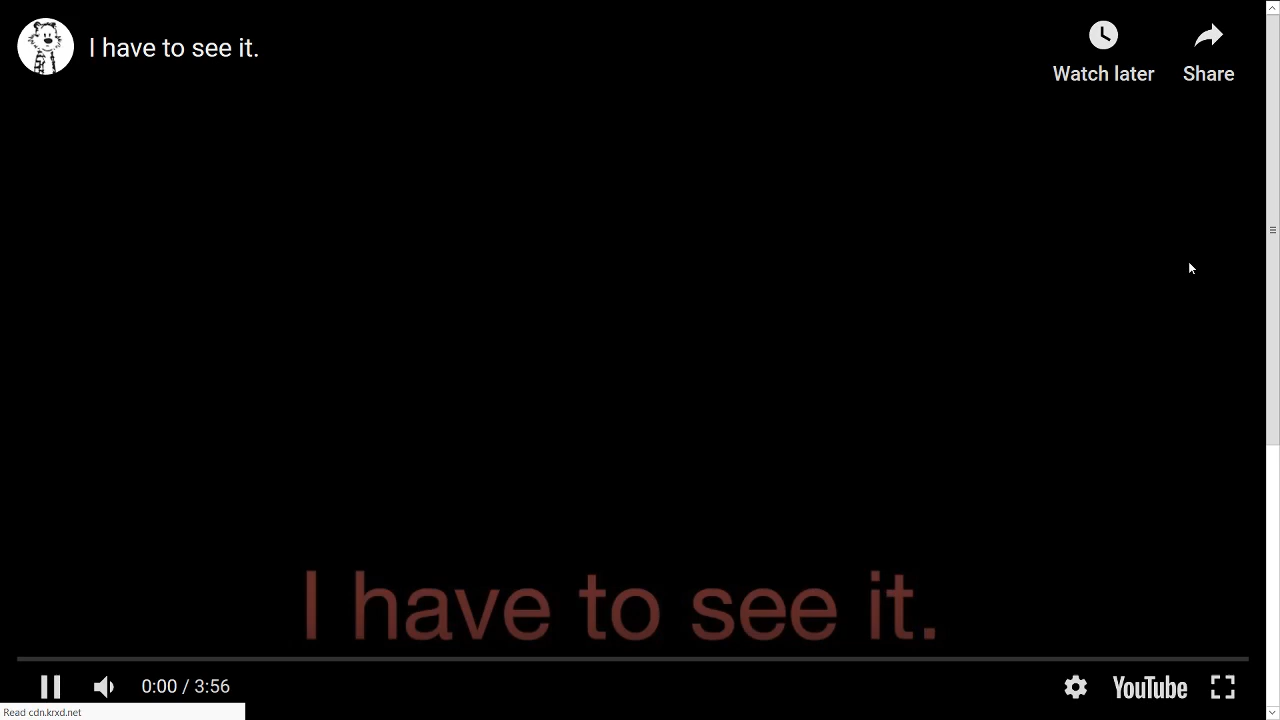 I have to see it.
Watch later
Share
I have to see it.
0:00 / 3:56
YouTube
Read cdn.krxd.net